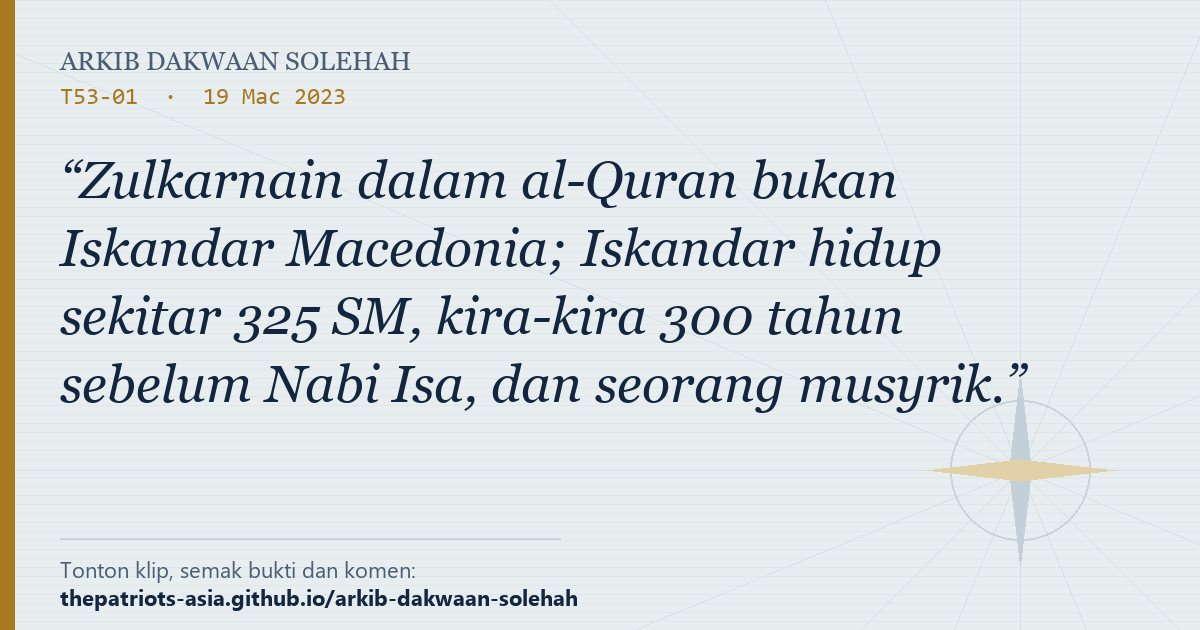 ARKIB DAKWAAN SOLEHAH
T53-01 · 19 Mac 2023
“Zulkarnain dalam al-Quran bukan
Iskandar Macedonia; Iskandar hidup
sekitar 325 SM, kira-kira 300 tahun
sebelum Nabi Isa, dan seorang musyrik.”
Tonton klip, semak bukti dan komen:
thepatriots-asia.github.io/arkib-dakwaan-solehah